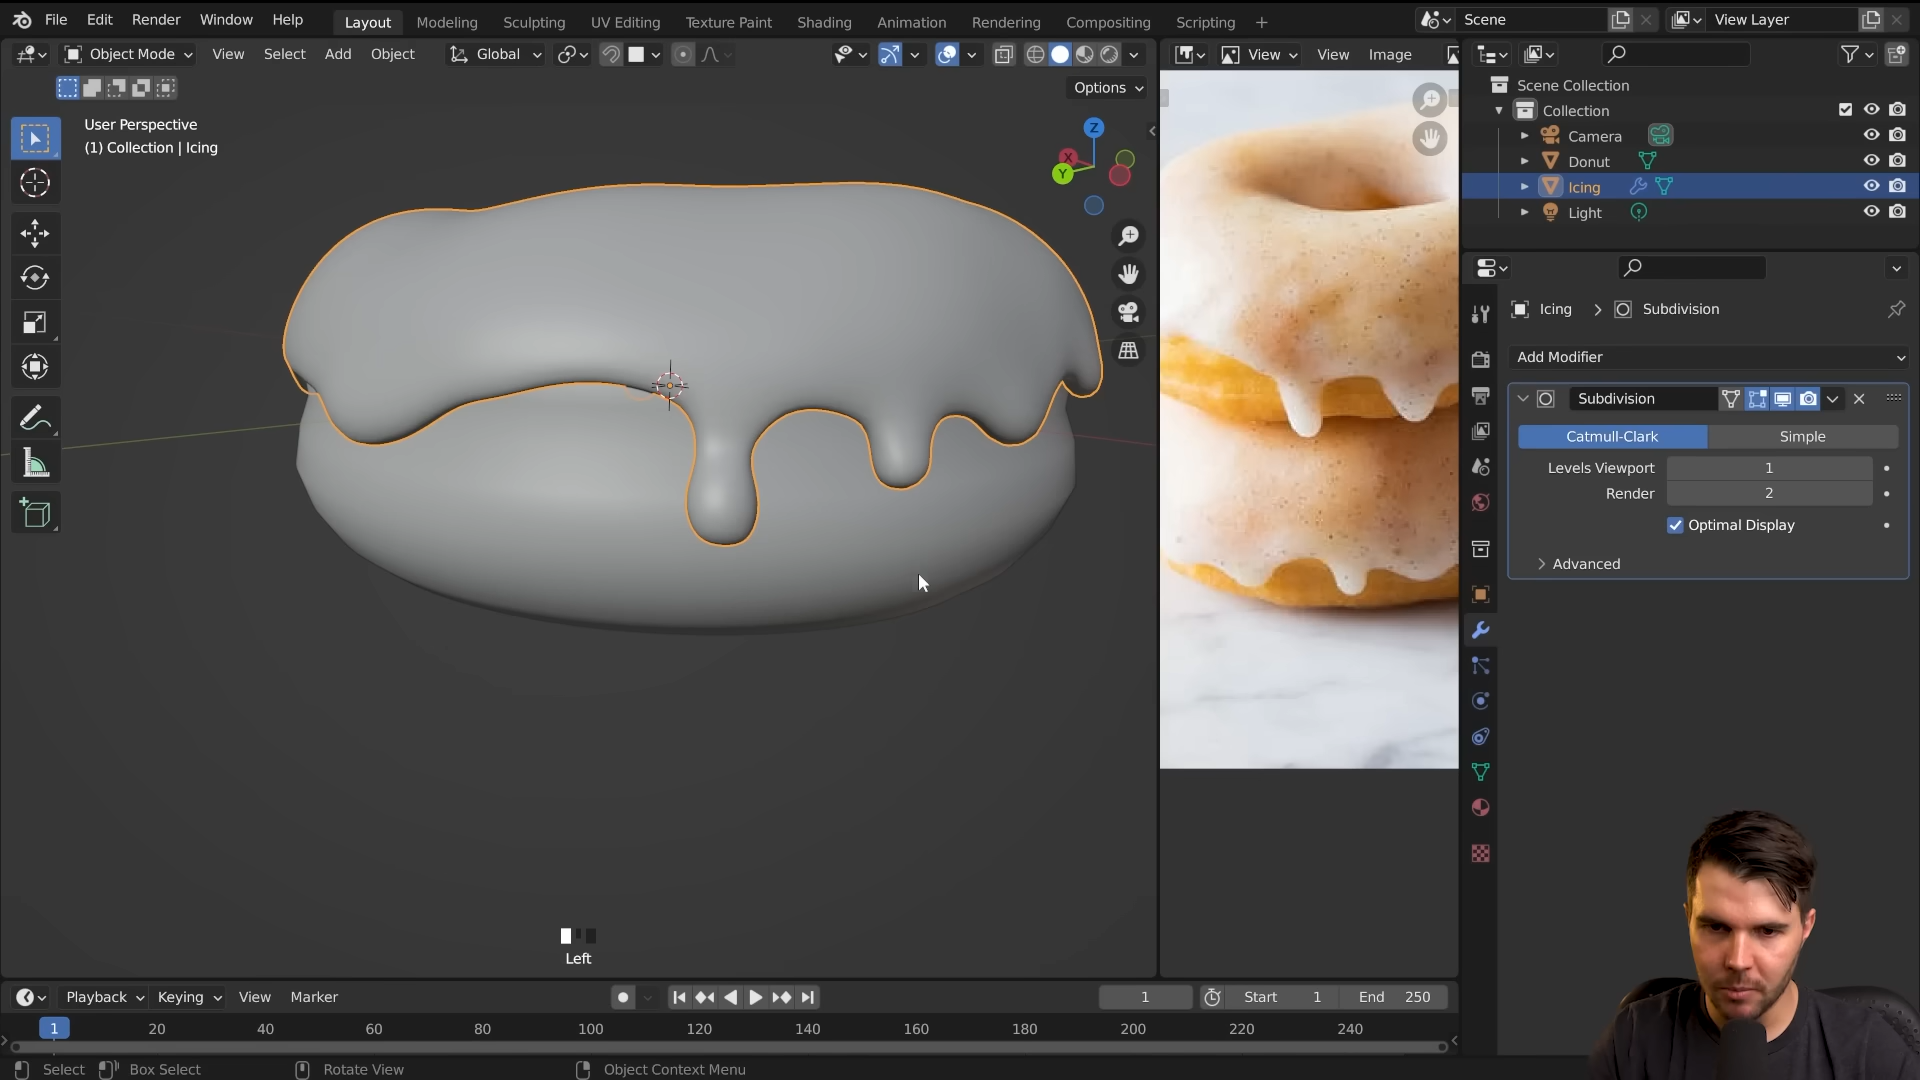 File Edit Render Window Help Layout Modeling Sculpting UV Editing Texture Paint Shading Animation Rendering Compositing Scripting + Scene View Layer
Object Mode View Select Add Object Global View View Image
Options
User Perspective
(1) Collection | Icing
Z
X
Y
Scene Collection
Collection
Camera
Donut
Icing
Light
Icing > Subdivision
Add Modifier
Subdivision
Catmull-Clark Simple
Levels Viewport 1
Render 2
Optimal Display
Advanced
Left
Playback Keying View Marker 1 Start 1 End 250
1 20 40 60 80 100 120 140 160 180 200 220 240
Select Box Select Rotate View Object Context Menu